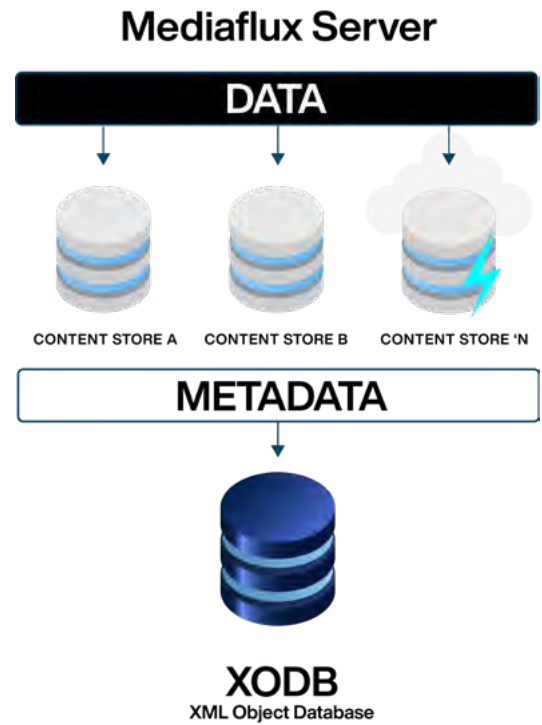 Mediaflux Server
DATA
CONTENT STORE A
CONTENT STORE B
CONTENT STORE ‘N
METADATA
XODB
XML Object Database